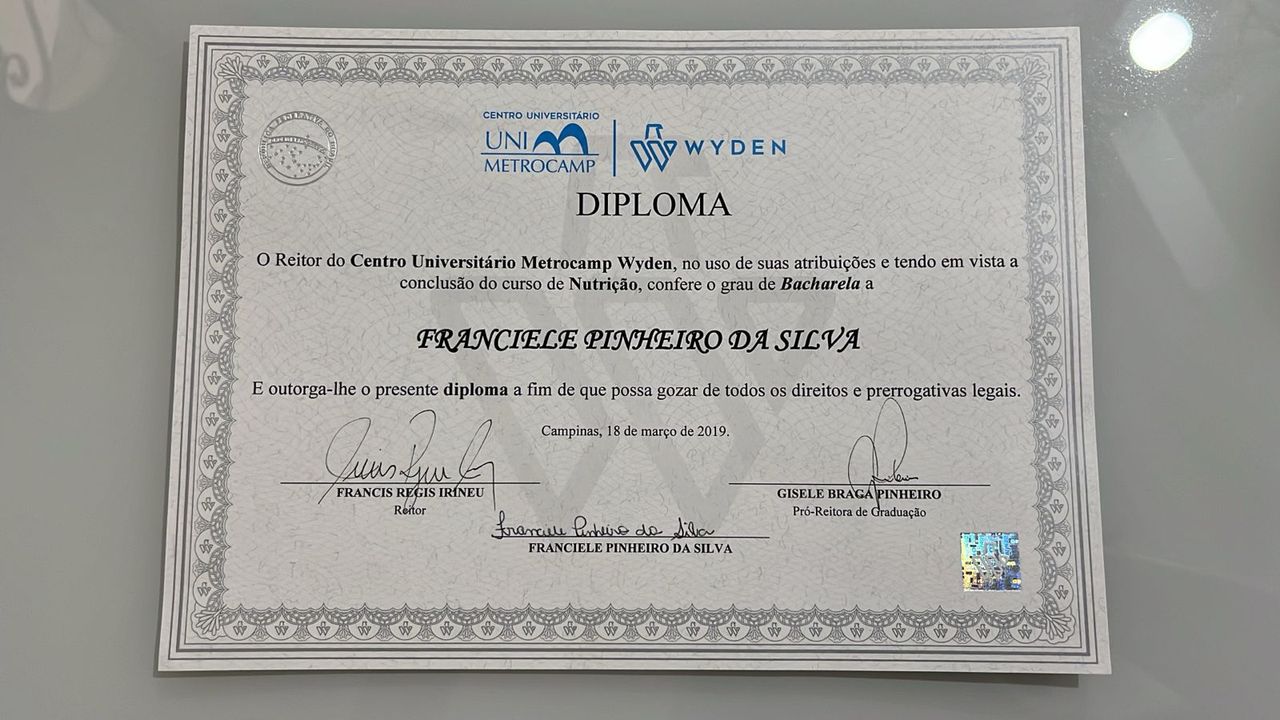 CENTRO UNIVERSITÁRIO
UNI
METROCAMP
WYDEN
DIPLOMA
O Reitor do Centro Universitário Metrocamp Wyden, no uso de suas atribuições e tendo em vista a
conclusão do curso de Nutrição, confere o grau de Bacharela a
FRANCIELE PINHEIRO DA SILVA
E outorga-lhe o presente diploma a fim de que possa gozar de todos os direitos e prerrogativas legais.
Campinas, 18 de março de 2019.
FRANCIS REGIS IRINEU
Reitor
GISELE BRAGA PINHEIRO
Pró-Reitora de Graduação
Franciele Pinheiro da Silva
FRANCIELE PINHEIRO DA SILVA